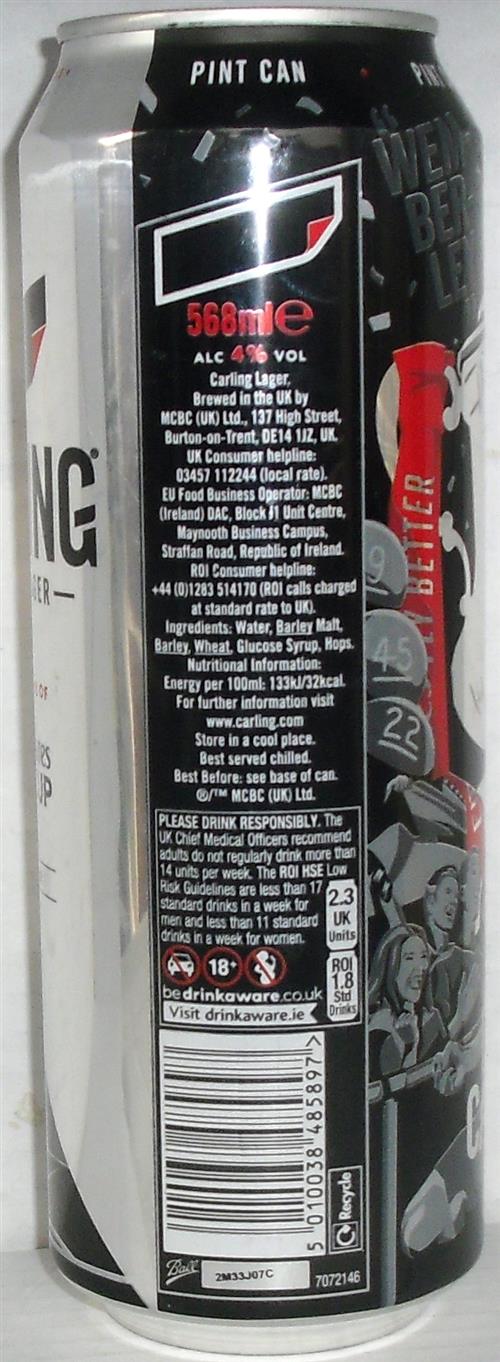 PINT CAN
568ml e
ALC 4% VOL
Carling Lager,
Brewed in the UK by
MCBC (UK) Ltd., 137 High Street,
Burton-on-Trent, DE14 1JZ, UK.
UK Consumer helpline:
03457 112244 (local rate).
EU Food Business Operator: MCBC
(Ireland) DAC, Block J1 Unit Centre,
Maynooth Business Campus,
Straffan Road, Republic of Ireland.
ROI Consumer helpline:
+44 (0)1283 514170 (ROI calls charged
at standard rate to UK).
Ingredients: Water, Barley Malt,
Barley, Wheat, Glucose Syrup, Hops.
Nutritional Information:
Energy per 100ml: 133kJ/32kcal.
For further information visit
www.carling.com
Store in a cool place.
Best served chilled.
Best Before: see base of can.
®/™ MCBC (UK) Ltd.
PLEASE DRINK RESPONSIBLY. The
UK Chief Medical Officers recommend
adults do not regularly drink more than
14 units per week. The ROI HSE Low
Risk Guidelines are less than 17
standard drinks in a week for
men and less than 11 standard
drinks in a week for women.
2.3
UK
Units
ROI
1.8
Std
Drinks
18+
bedrinkaware.co.uk
Visit drinkaware.ie
5 010038 485897 >
Recycle
Ball
2M33J07C
7072146
NG®
OF
UP
BETTER
9
45
22